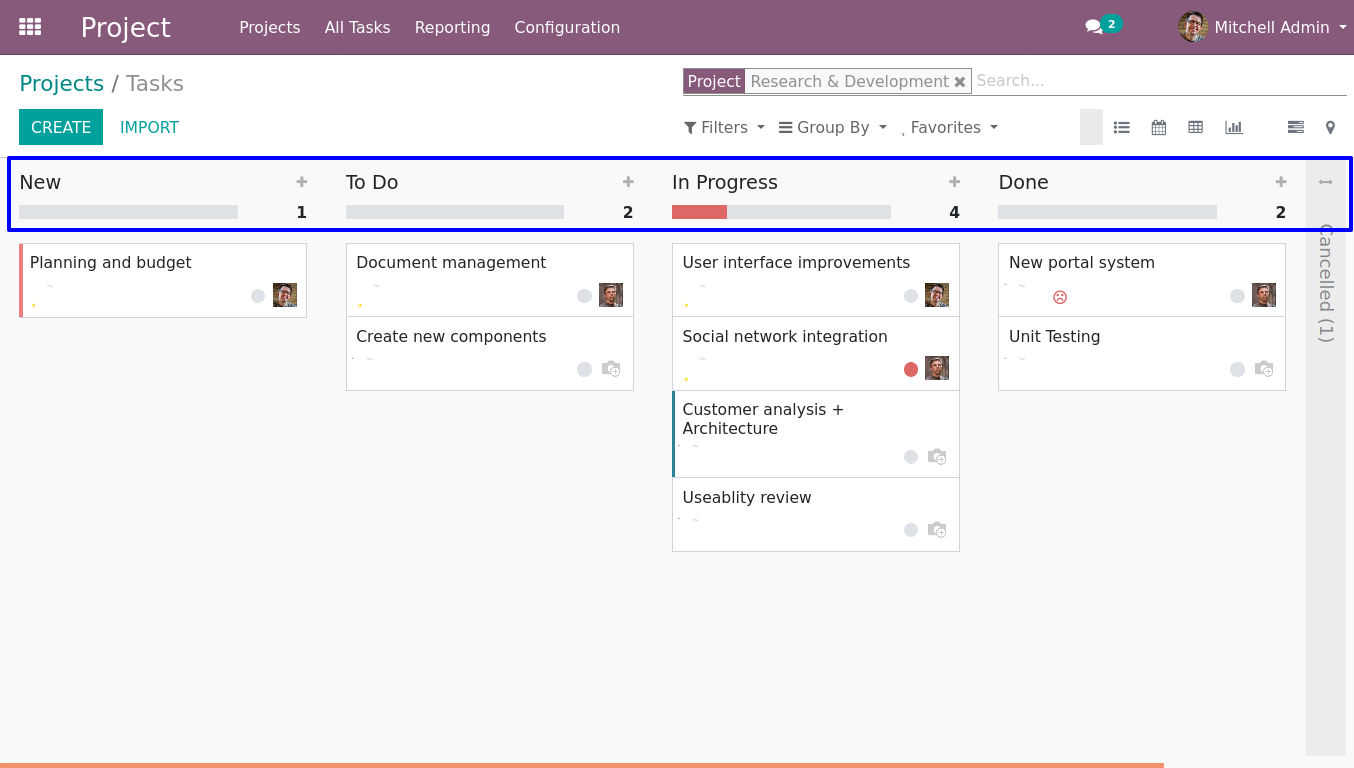 Project Projects All Tasks Reporting Configuration 2 Mitchell Admin
Projects / Tasks
Project Research & Development Search...
CREATE IMPORT
Filters Group By Favorites
New 1
To Do 2
In Progress 4
Done 2
Cancelled (1)
Planning and budget
Document management
Create new components
User interface improvements
Social network integration
Customer analysis +
Architecture
Useablity review
New portal system
Unit Testing